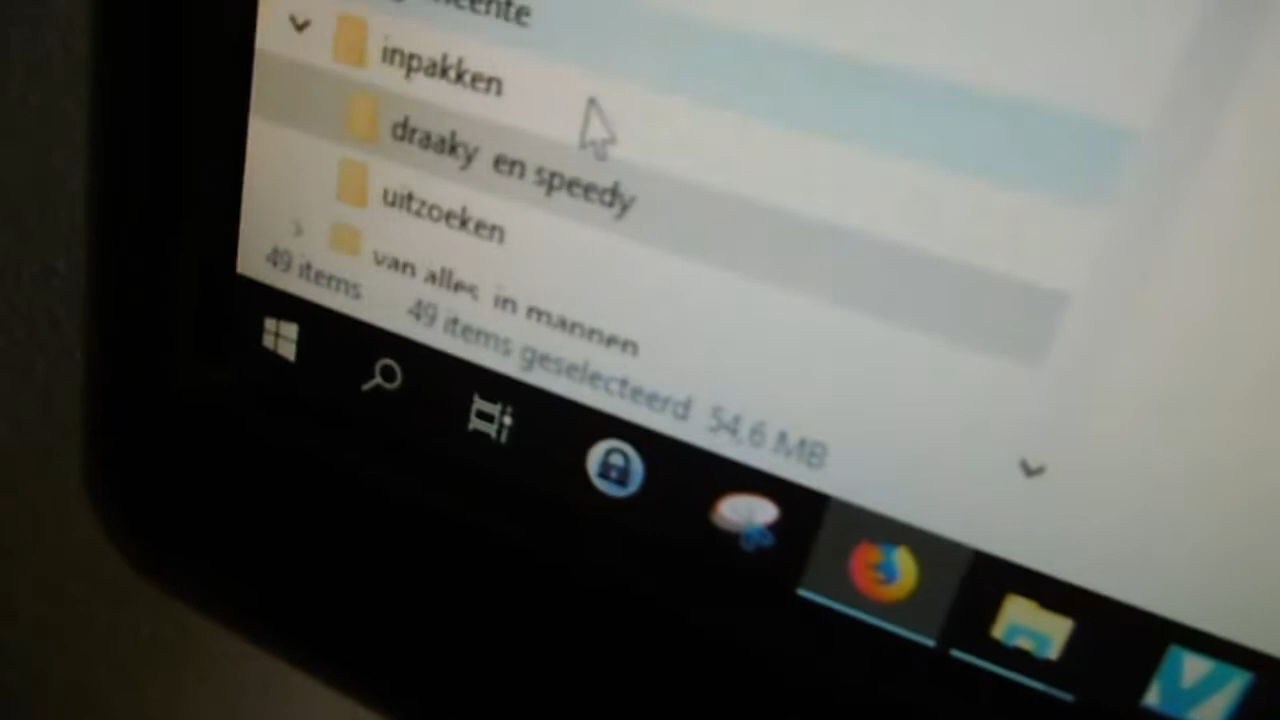 inpakken
draaky en speedy
uitzoeken
van alles in mannen
49 items 49 items geselecteerd 54,6 MB